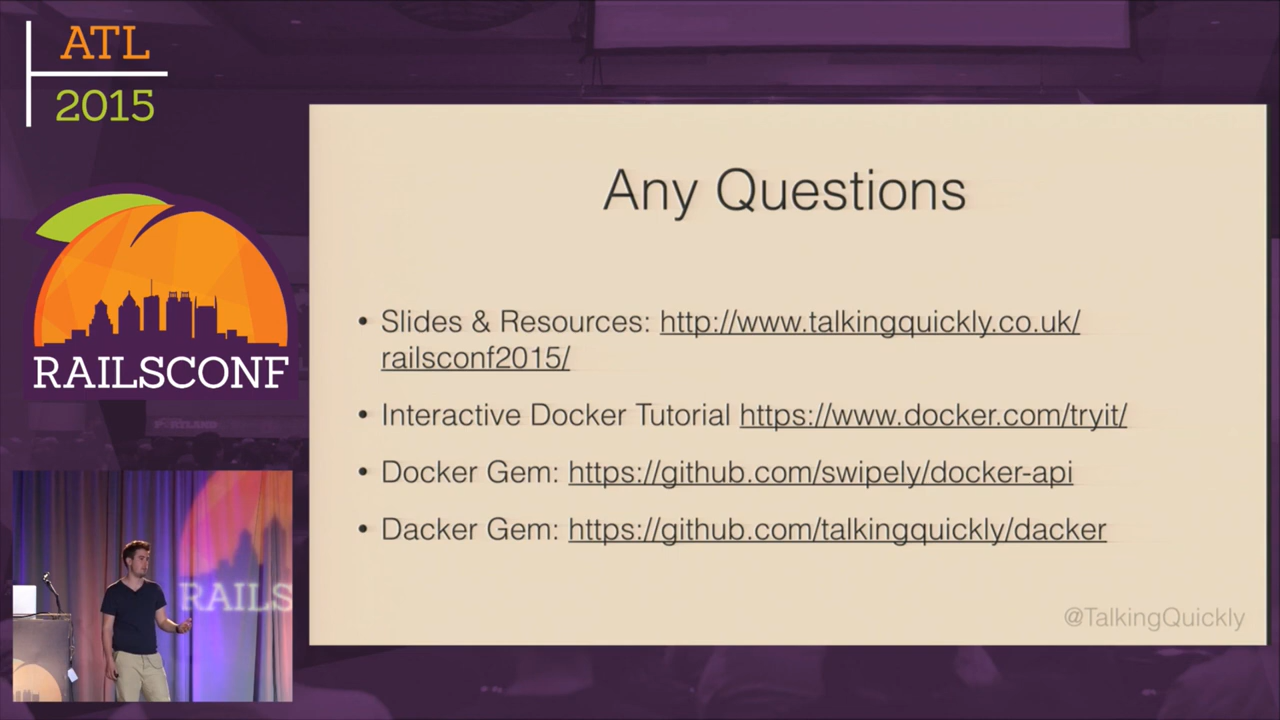 ATL
2015
RAILSCONF
Any Questions
• Slides & Resources: http://www.talkingquickly.co.uk/
railsconf2015/
• Interactive Docker Tutorial https://www.docker.com/tryit/
• Docker Gem: https://github.com/swipely/docker-api
• Dacker Gem: https://github.com/talkingquickly/dacker
@TalkingQuickly
RAILS
PORTLAND